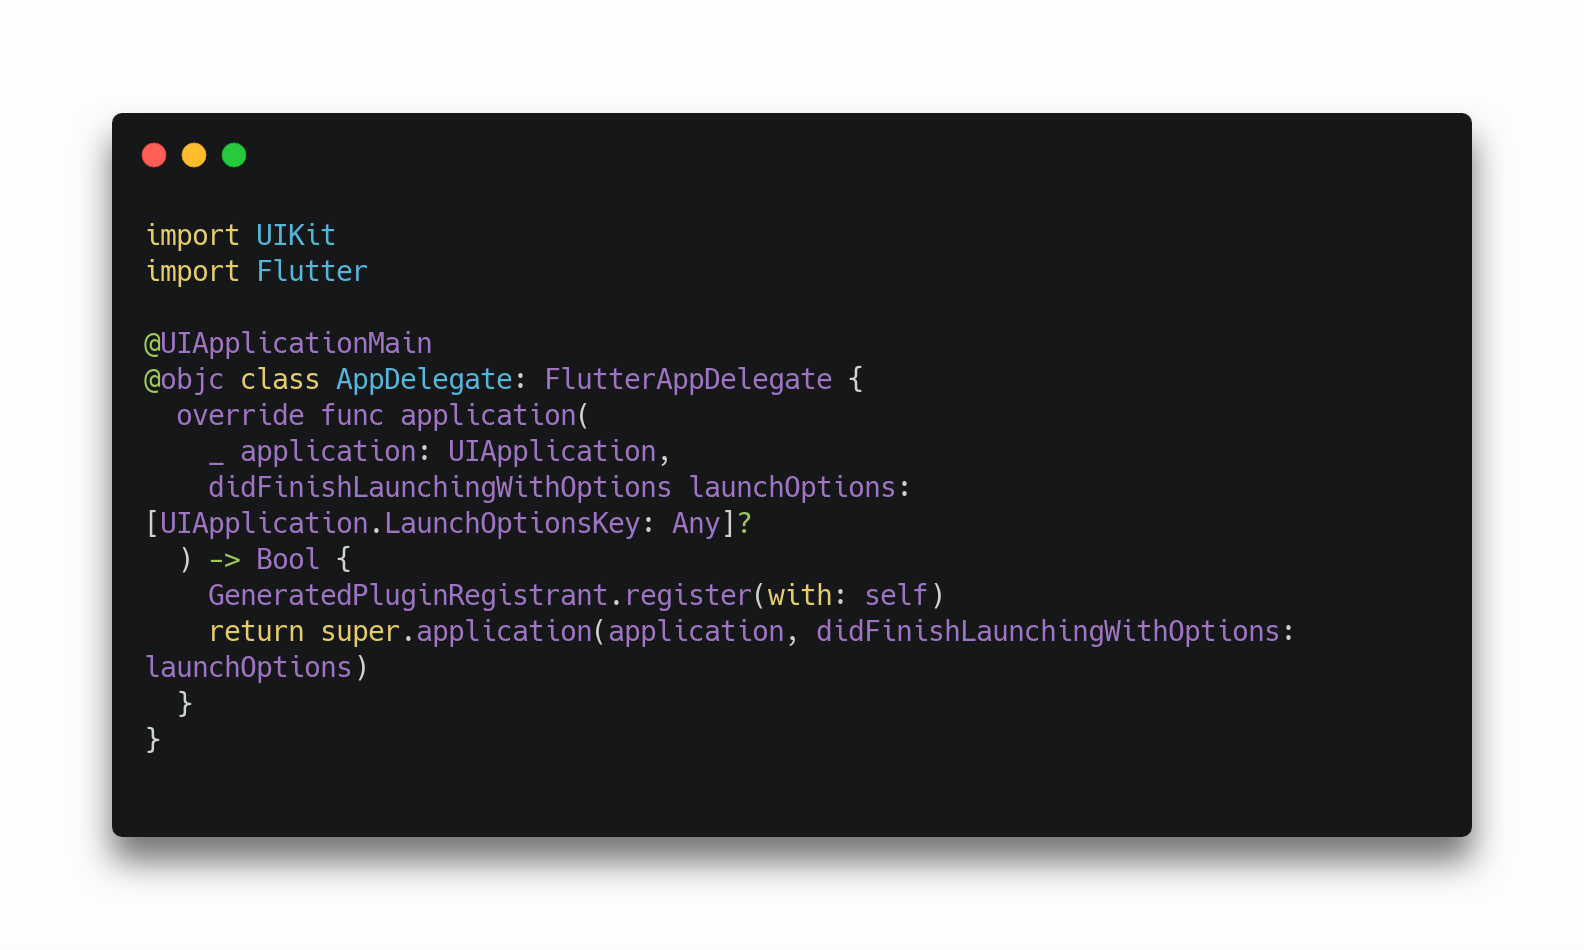 import UIKit
import Flutter

@UIApplicationMain
@objc class AppDelegate: FlutterAppDelegate {
  override func application(
    _ application: UIApplication,
    didFinishLaunchingWithOptions launchOptions:
[UIApplication.LaunchOptionsKey: Any]?
  ) -> Bool {
    GeneratedPluginRegistrant.register(with: self)
    return super.application(application, didFinishLaunchingWithOptions:
launchOptions)
  }
}